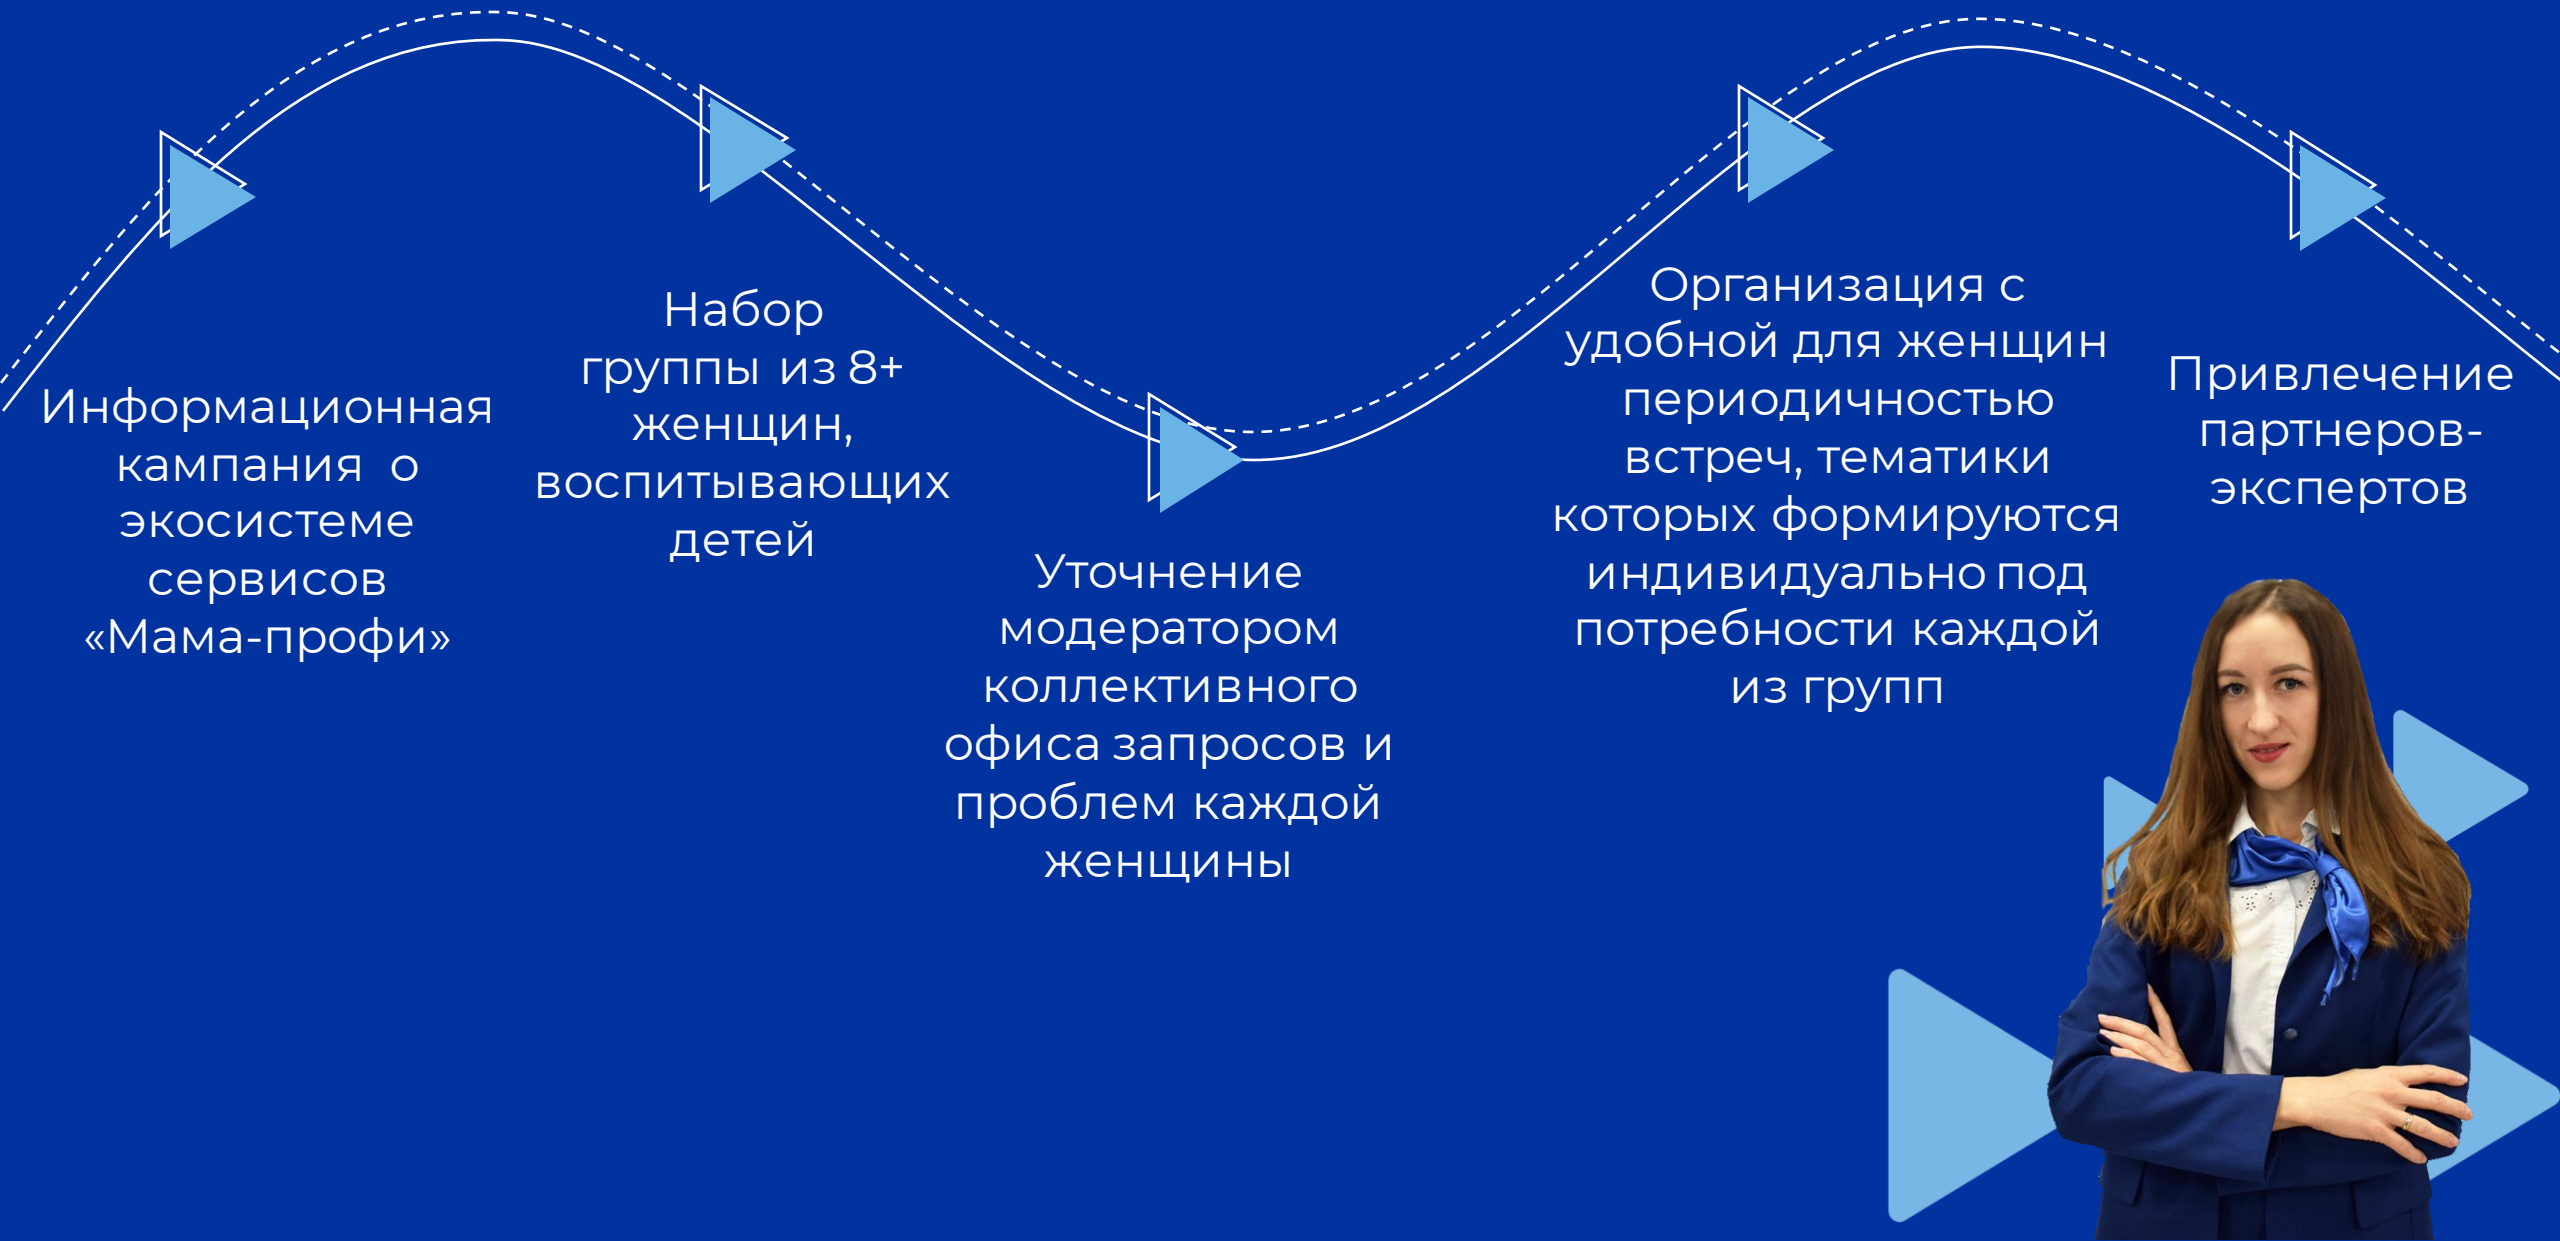 Информационная
кампания о
экосистеме
сервисов
«Мама-профи»
Набор
группы из 8+
женщин,
воспитывающих
детей
Уточнение
модератором
коллективного
офиса запросов и
проблем каждой
женщины
Организация с
удобной для женщин
периодичностью
встреч, тематики
которых формируются
индивидуально под
потребности каждой
из групп
Привлечение
партнеров-
экспертов